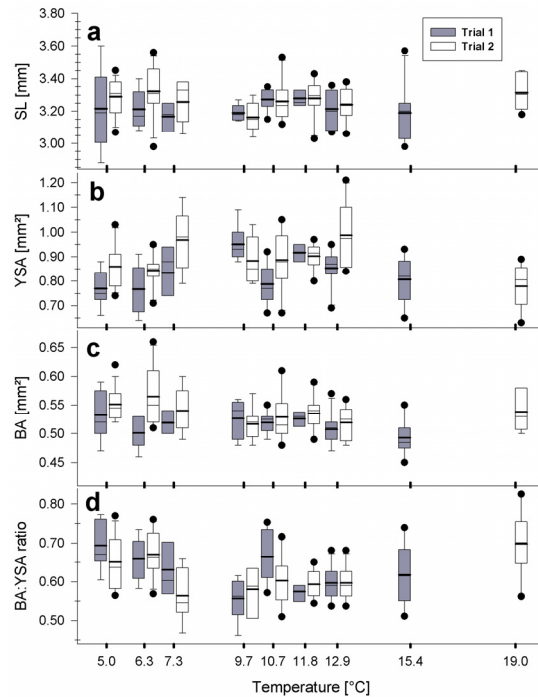 a
SL [mm]
3.80
3.60
3.40
3.20
3.00
Trial 1
Trial 2
b
YSA [mm²]
1.20
1.10
1.00
0.90
0.80
0.70
c
BA [mm²]
0.65
0.60
0.55
0.50
0.45
d
BA:YSA ratio
0.80
0.70
0.60
0.50
5.0 6.3 7.3 9.7 10.7 11.8 12.9 15.4 19.0
Temperature [°C]